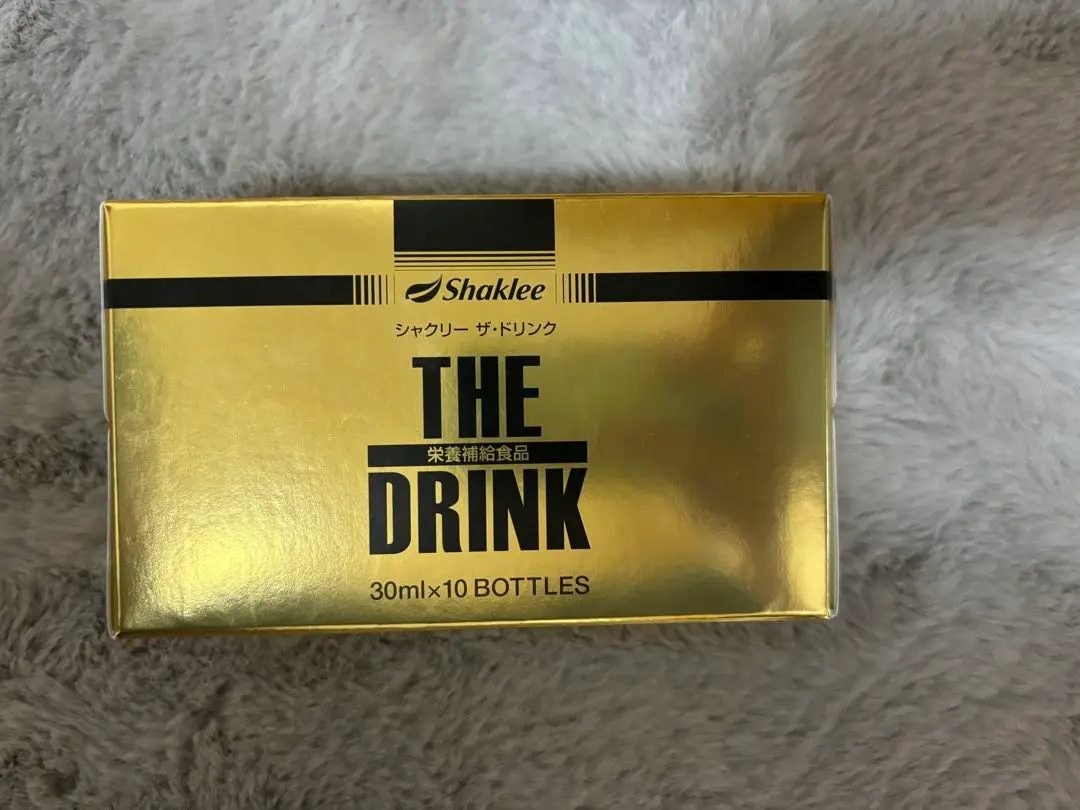 Shaklee
シャクリー ザ・ドリンク
THE
栄養補給食品
DRINK
30ml×10 BOTTLES